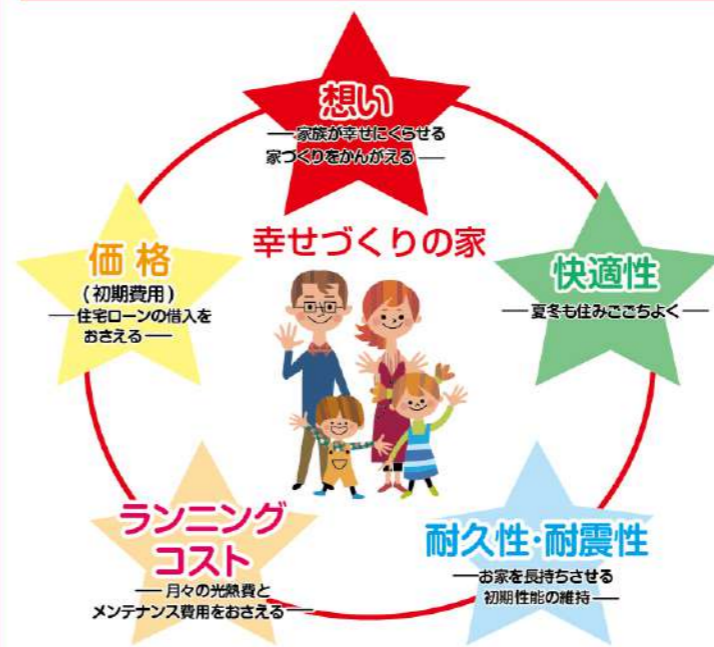 想い
── 家族が幸せにくらせる
家づくりをかんがえる ──
幸せづくりの家
価 格
(初期費用)
── 住宅ローンの借入を
おさえる ──
快適性
── 夏冬も住みごこちよく ──
ランニング
コスト
── 月々の光熱費と
メンテナンス費用をおさえる ──
耐久性・耐震性
── お家を長持ちさせる
初期性能の維持 ──